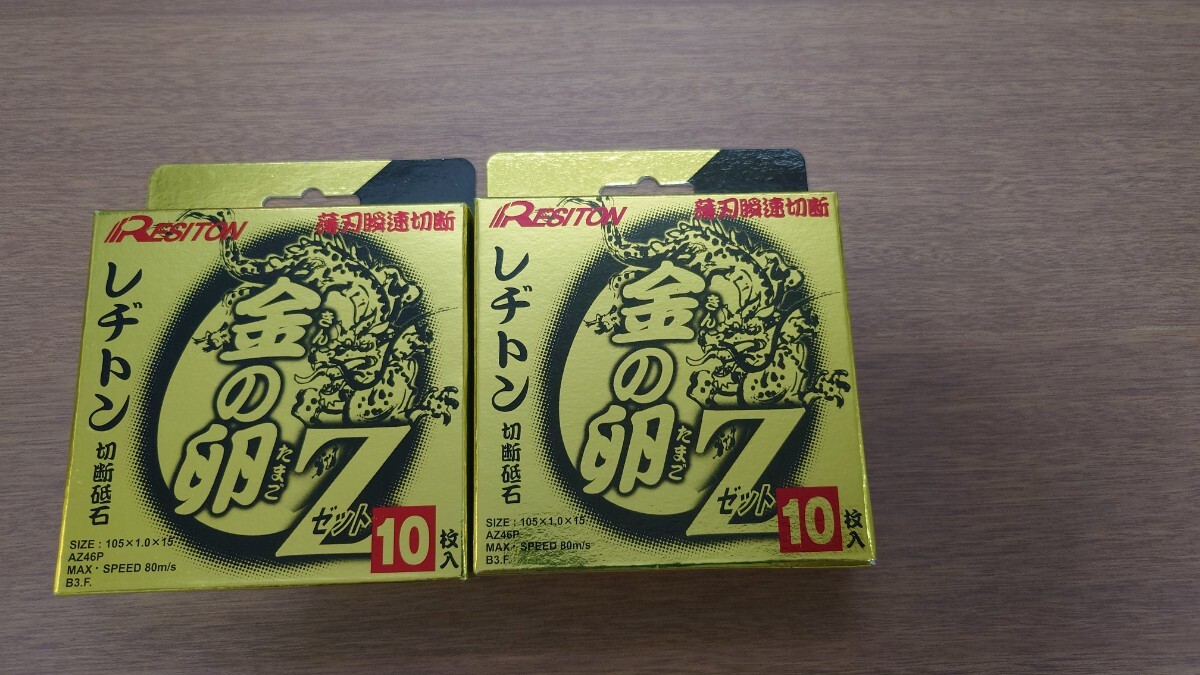 RESITON
薄刃瞬速切断
レヂトン
切断砥石
金の卵
きん
たまご
Z
ゼット
SIZE : 105×1.0×15
AZ46P
MAX・SPEED 80m/s
B3.F.
10枚入
RESITON
薄刃瞬速切断
レヂトン
切断砥石
金の卵
きん
たまご
Z
ゼット
SIZE : 105×1.0×15
AZ46P
MAX・SPEED 80m/s
B3.F.
10枚入